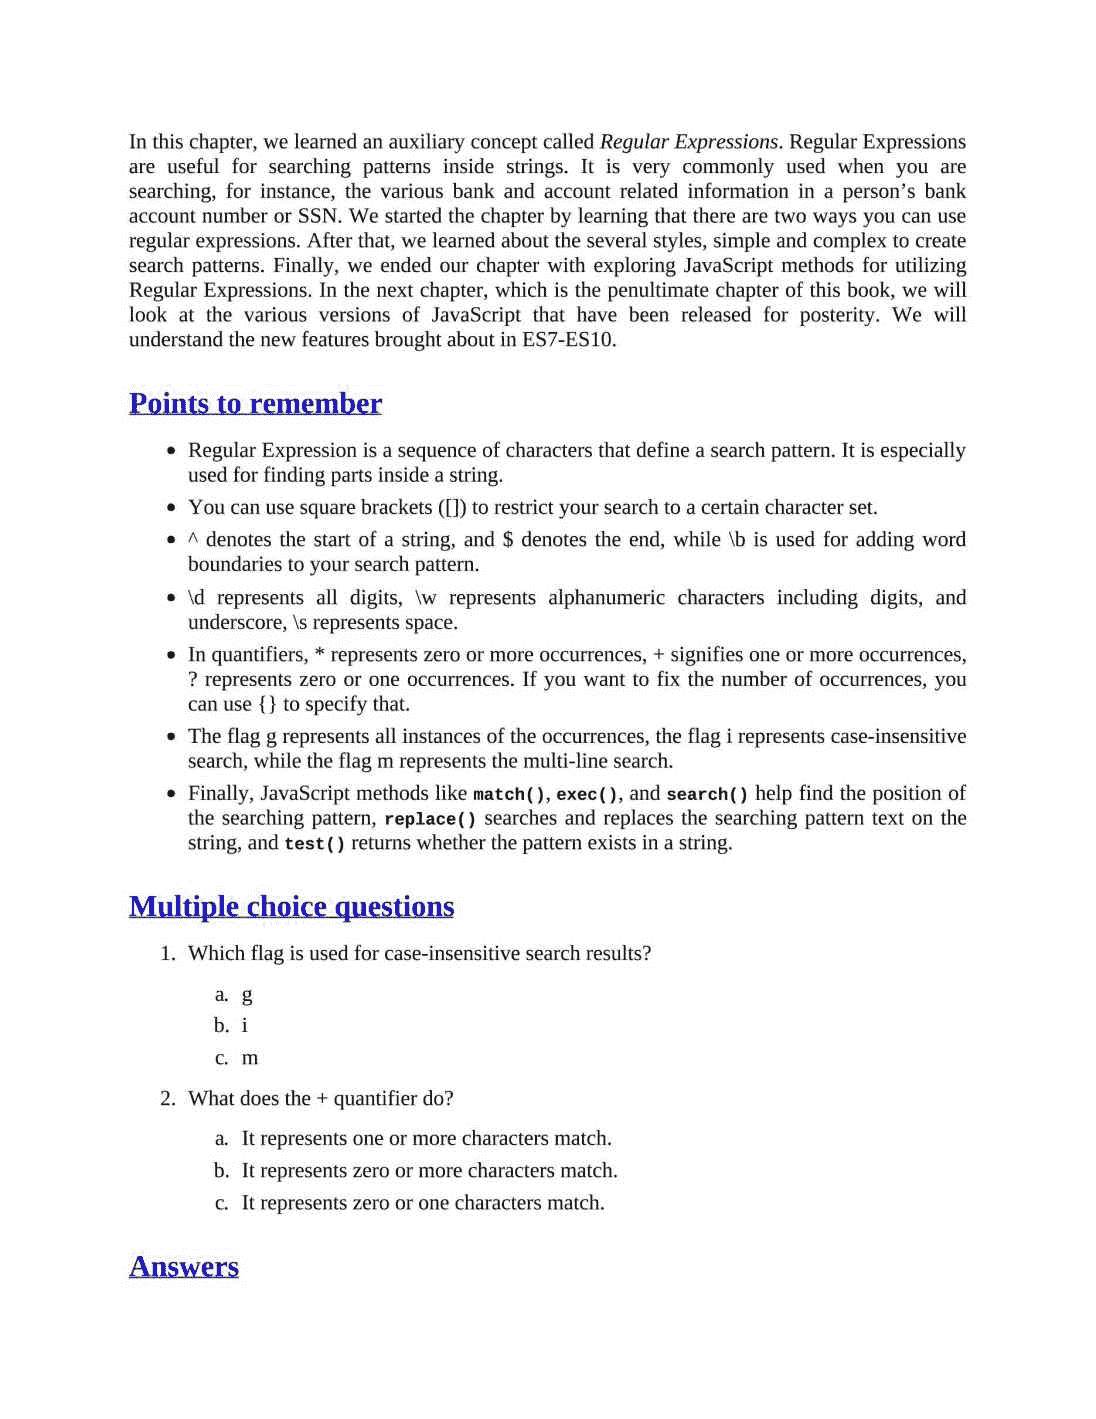 In this chapter, we learned an auxiliary concept called Regular Expressions. Regular Expressions
are useful for searching patterns inside strings. It is very commonly used when you are
searching, for instance, the various bank and account related information in a person’s bank
account number or SSN. We started the chapter by learning that there are two ways you can use
regular expressions. After that, we learned about the several styles, simple and complex to create
search patterns. Finally, we ended our chapter with exploring JavaScript methods for utilizing
Regular Expressions. In the next chapter, which is the penultimate chapter of this book, we will
look at the various versions of JavaScript that have been released for posterity. We will
understand the new features brought about in ES7-ES10.
Points to remember
• Regular Expression is a sequence of characters that define a search pattern. It is especially
used for finding parts inside a string.
• You can use square brackets ([]) to restrict your search to a certain character set.
• ^ denotes the start of a string, and $ denotes the end, while \b is used for adding word
boundaries to your search pattern.
• \d represents all digits, \w represents alphanumeric characters including digits, and
underscore, \s represents space.
• In quantifiers, * represents zero or more occurrences, + signifies one or more occurrences,
? represents zero or one occurrences. If you want to fix the number of occurrences, you
can use {} to specify that.
• The flag g represents all instances of the occurrences, the flag i represents case-insensitive
search, while the flag m represents the multi-line search.
• Finally, JavaScript methods like match(), exec(), and search() help find the position of
the searching pattern, replace() searches and replaces the searching pattern text on the
string, and test() returns whether the pattern exists in a string.
Multiple choice questions
1. Which flag is used for case-insensitive search results?
a. g
b. i
c. m
2. What does the + quantifier do?
a. It represents one or more characters match.
b. It represents zero or more characters match.
c. It represents zero or one characters match.
Answers